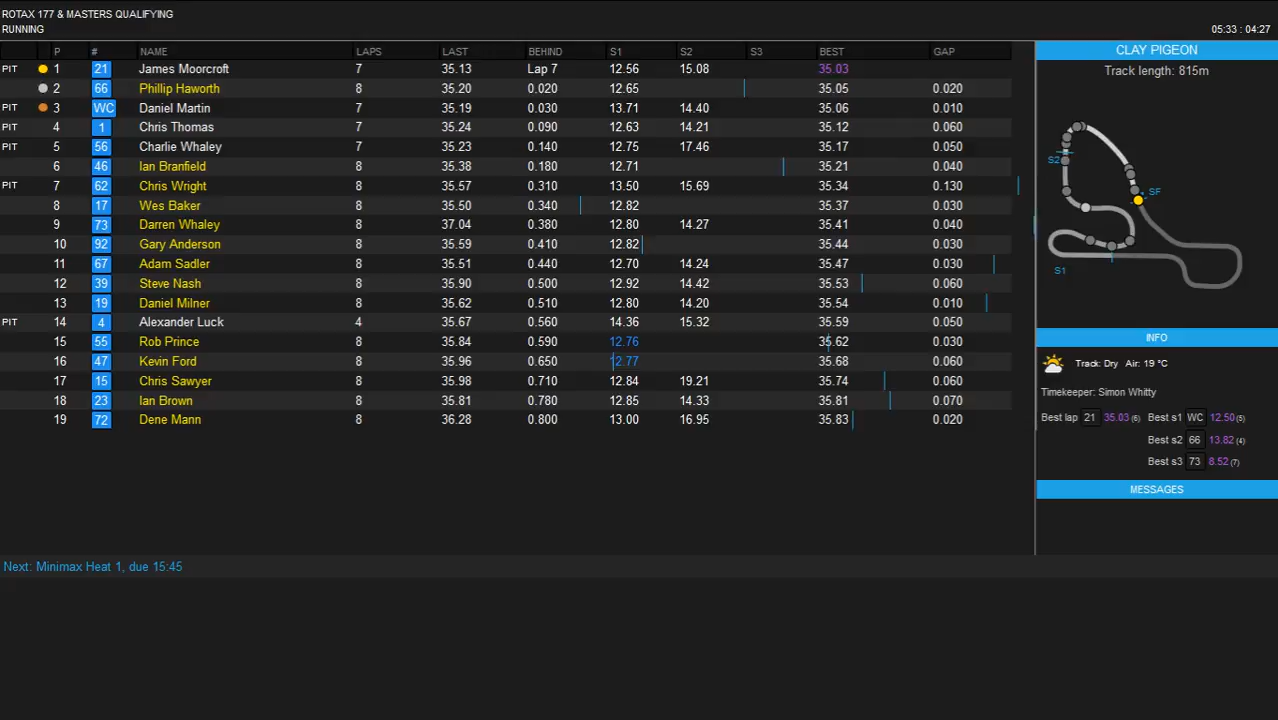 ROTAX 177 & MASTERS QUALIFYING
RUNNING
05:33 : 04:27
P # NAME LAPS LAST BEHIND S1 S2 S3 BEST GAP
PIT 1 21 James Moorcroft 7 35.13 Lap 7 12.56 15.08 35.03
2 66 Phillip Haworth 8 35.20 0.020 12.65 35.05 0.020
PIT 3 WC Daniel Martin 7 35.19 0.030 13.71 14.40 35.06 0.010
PIT 4 1 Chris Thomas 7 35.24 0.090 12.63 14.21 35.12 0.060
PIT 5 56 Charlie Whaley 7 35.23 0.140 12.75 17.46 35.17 0.050
6 46 Ian Branfield 8 35.38 0.180 12.71 35.21 0.040
PIT 7 62 Chris Wright 8 35.57 0.310 13.50 15.69 35.34 0.130
8 17 Wes Baker 8 35.50 0.340 12.82 35.37 0.030
9 73 Darren Whaley 8 37.04 0.380 12.80 14.27 35.41 0.040
10 92 Gary Anderson 8 35.59 0.410 12.82 35.44 0.030
11 67 Adam Sadler 8 35.51 0.440 12.70 14.24 35.47 0.030
12 39 Steve Nash 8 35.90 0.500 12.92 14.42 35.53 0.060
13 19 Daniel Milner 8 35.62 0.510 12.80 14.20 35.54 0.010
PIT 14 4 Alexander Luck 4 35.67 0.560 14.36 15.32 35.59 0.050
15 55 Rob Prince 8 35.84 0.590 12.76 35.62 0.030
16 47 Kevin Ford 8 35.96 0.650 12.77 35.68 0.060
17 15 Chris Sawyer 8 35.98 0.710 12.84 19.21 35.74 0.060
18 23 Ian Brown 8 35.81 0.780 12.85 14.33 35.81 0.070
19 72 Dene Mann 8 36.28 0.800 13.00 16.95 35.83 0.020
CLAY PIGEON
Track length: 815m
S2
SF
S1
INFO
Track: Dry Air: 19 °C
Timekeeper: Simon Whitty
Best lap 21 35.03 (6) Best s1 WC 12.50 (5)
Best s2 66 13.82 (4)
Best s3 73 8.52 (7)
MESSAGES
Next: Minimax Heat 1, due 15:45